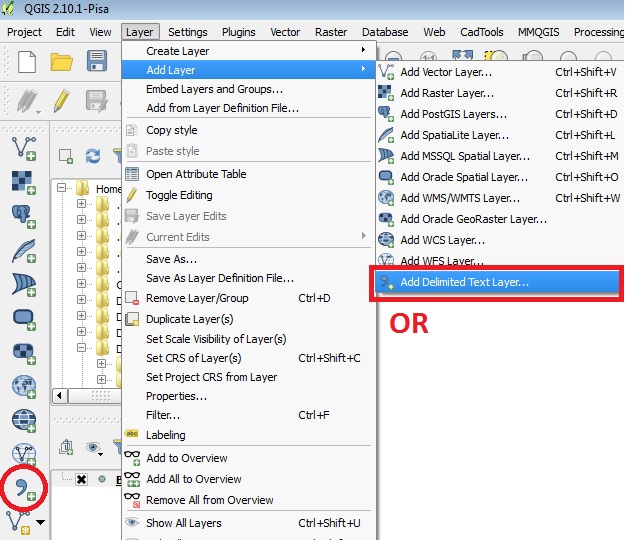 QGIS 2.10.1-Pisa
Project Edit View Layer Settings Plugins Vector Raster Database Web CadTools MMQGIS Processing
Create Layer
Add Layer
Embed Layers and Groups...
Add from Layer Definition File...
Copy style
Paste style
Open Attribute Table
Toggle Editing
Save Layer Edits
Current Edits
Save As...
Save As Layer Definition File...
Remove Layer/Group Ctrl+D
Duplicate Layer(s)
Set Scale Visibility of Layer(s)
Set CRS of Layer(s) Ctrl+Shift+C
Set Project CRS from Layer
Properties...
Filter... Ctrl+F
abc Labeling
Add to Overview
Add All to Overview
Remove All from Overview
Show All Layers Ctrl+Shift+U
Add Vector Layer... Ctrl+Shift+V
Add Raster Layer... Ctrl+Shift+R
Add PostGIS Layers... Ctrl+Shift+D
Add SpatiaLite Layer... Ctrl+Shift+L
Add MSSQL Spatial Layer... Ctrl+Shift+M
Add Oracle Spatial Layer... Ctrl+Shift+O
Add WMS/WMTS Layer... Ctrl+Shift+W
Add Oracle GeoRaster Layer...
Add WCS Layer...
Add WFS Layer...
Add Delimited Text Layer...
OR
Home